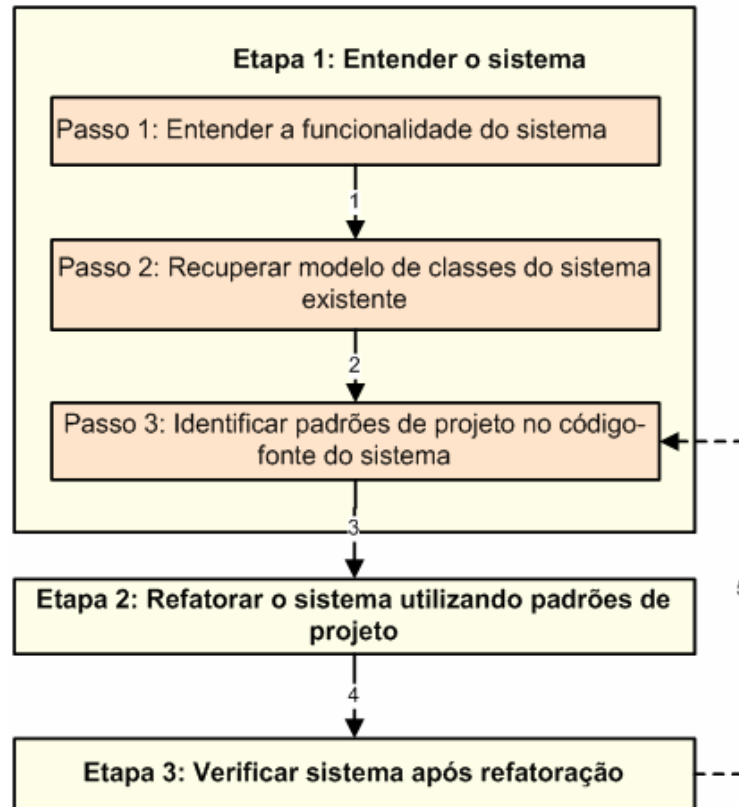 Etapa 1: Entender o sistema
Passo 1: Entender a funcionalidade do sistema
1
Passo 2: Recuperar modelo de classes do sistema
existente
2
Passo 3: Identificar padrões de projeto no código-
fonte do sistema
3
Etapa 2: Refatorar o sistema utilizando padrões de
projeto
5
4
Etapa 3: Verificar sistema após refatoração